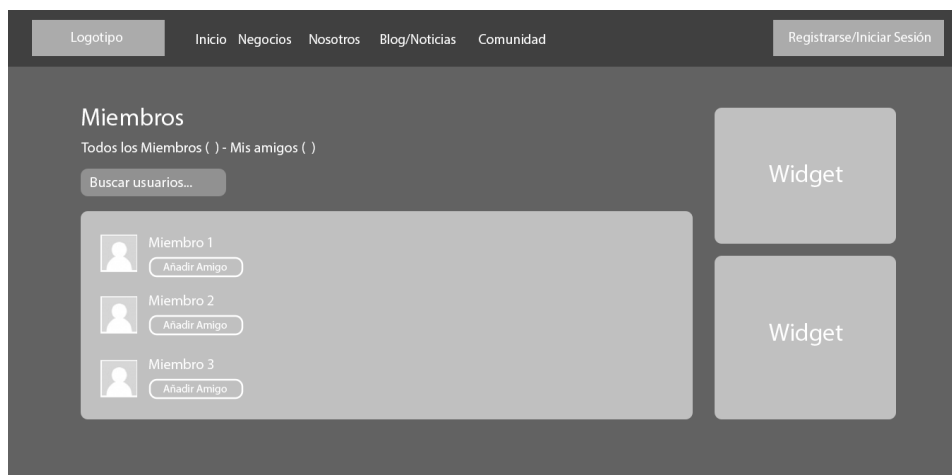 Logotipo
Inicio Negocios Nosotros Blog/Noticias Comunidad
Registrarse/Iniciar Sesión
Miembros
Todos los Miembros ( ) - Mis amigos ( )
Buscar usuarios...
Miembro 1
Añadir Amigo
Miembro 2
Añadir Amigo
Miembro 3
Añadir Amigo
Widget
Widget